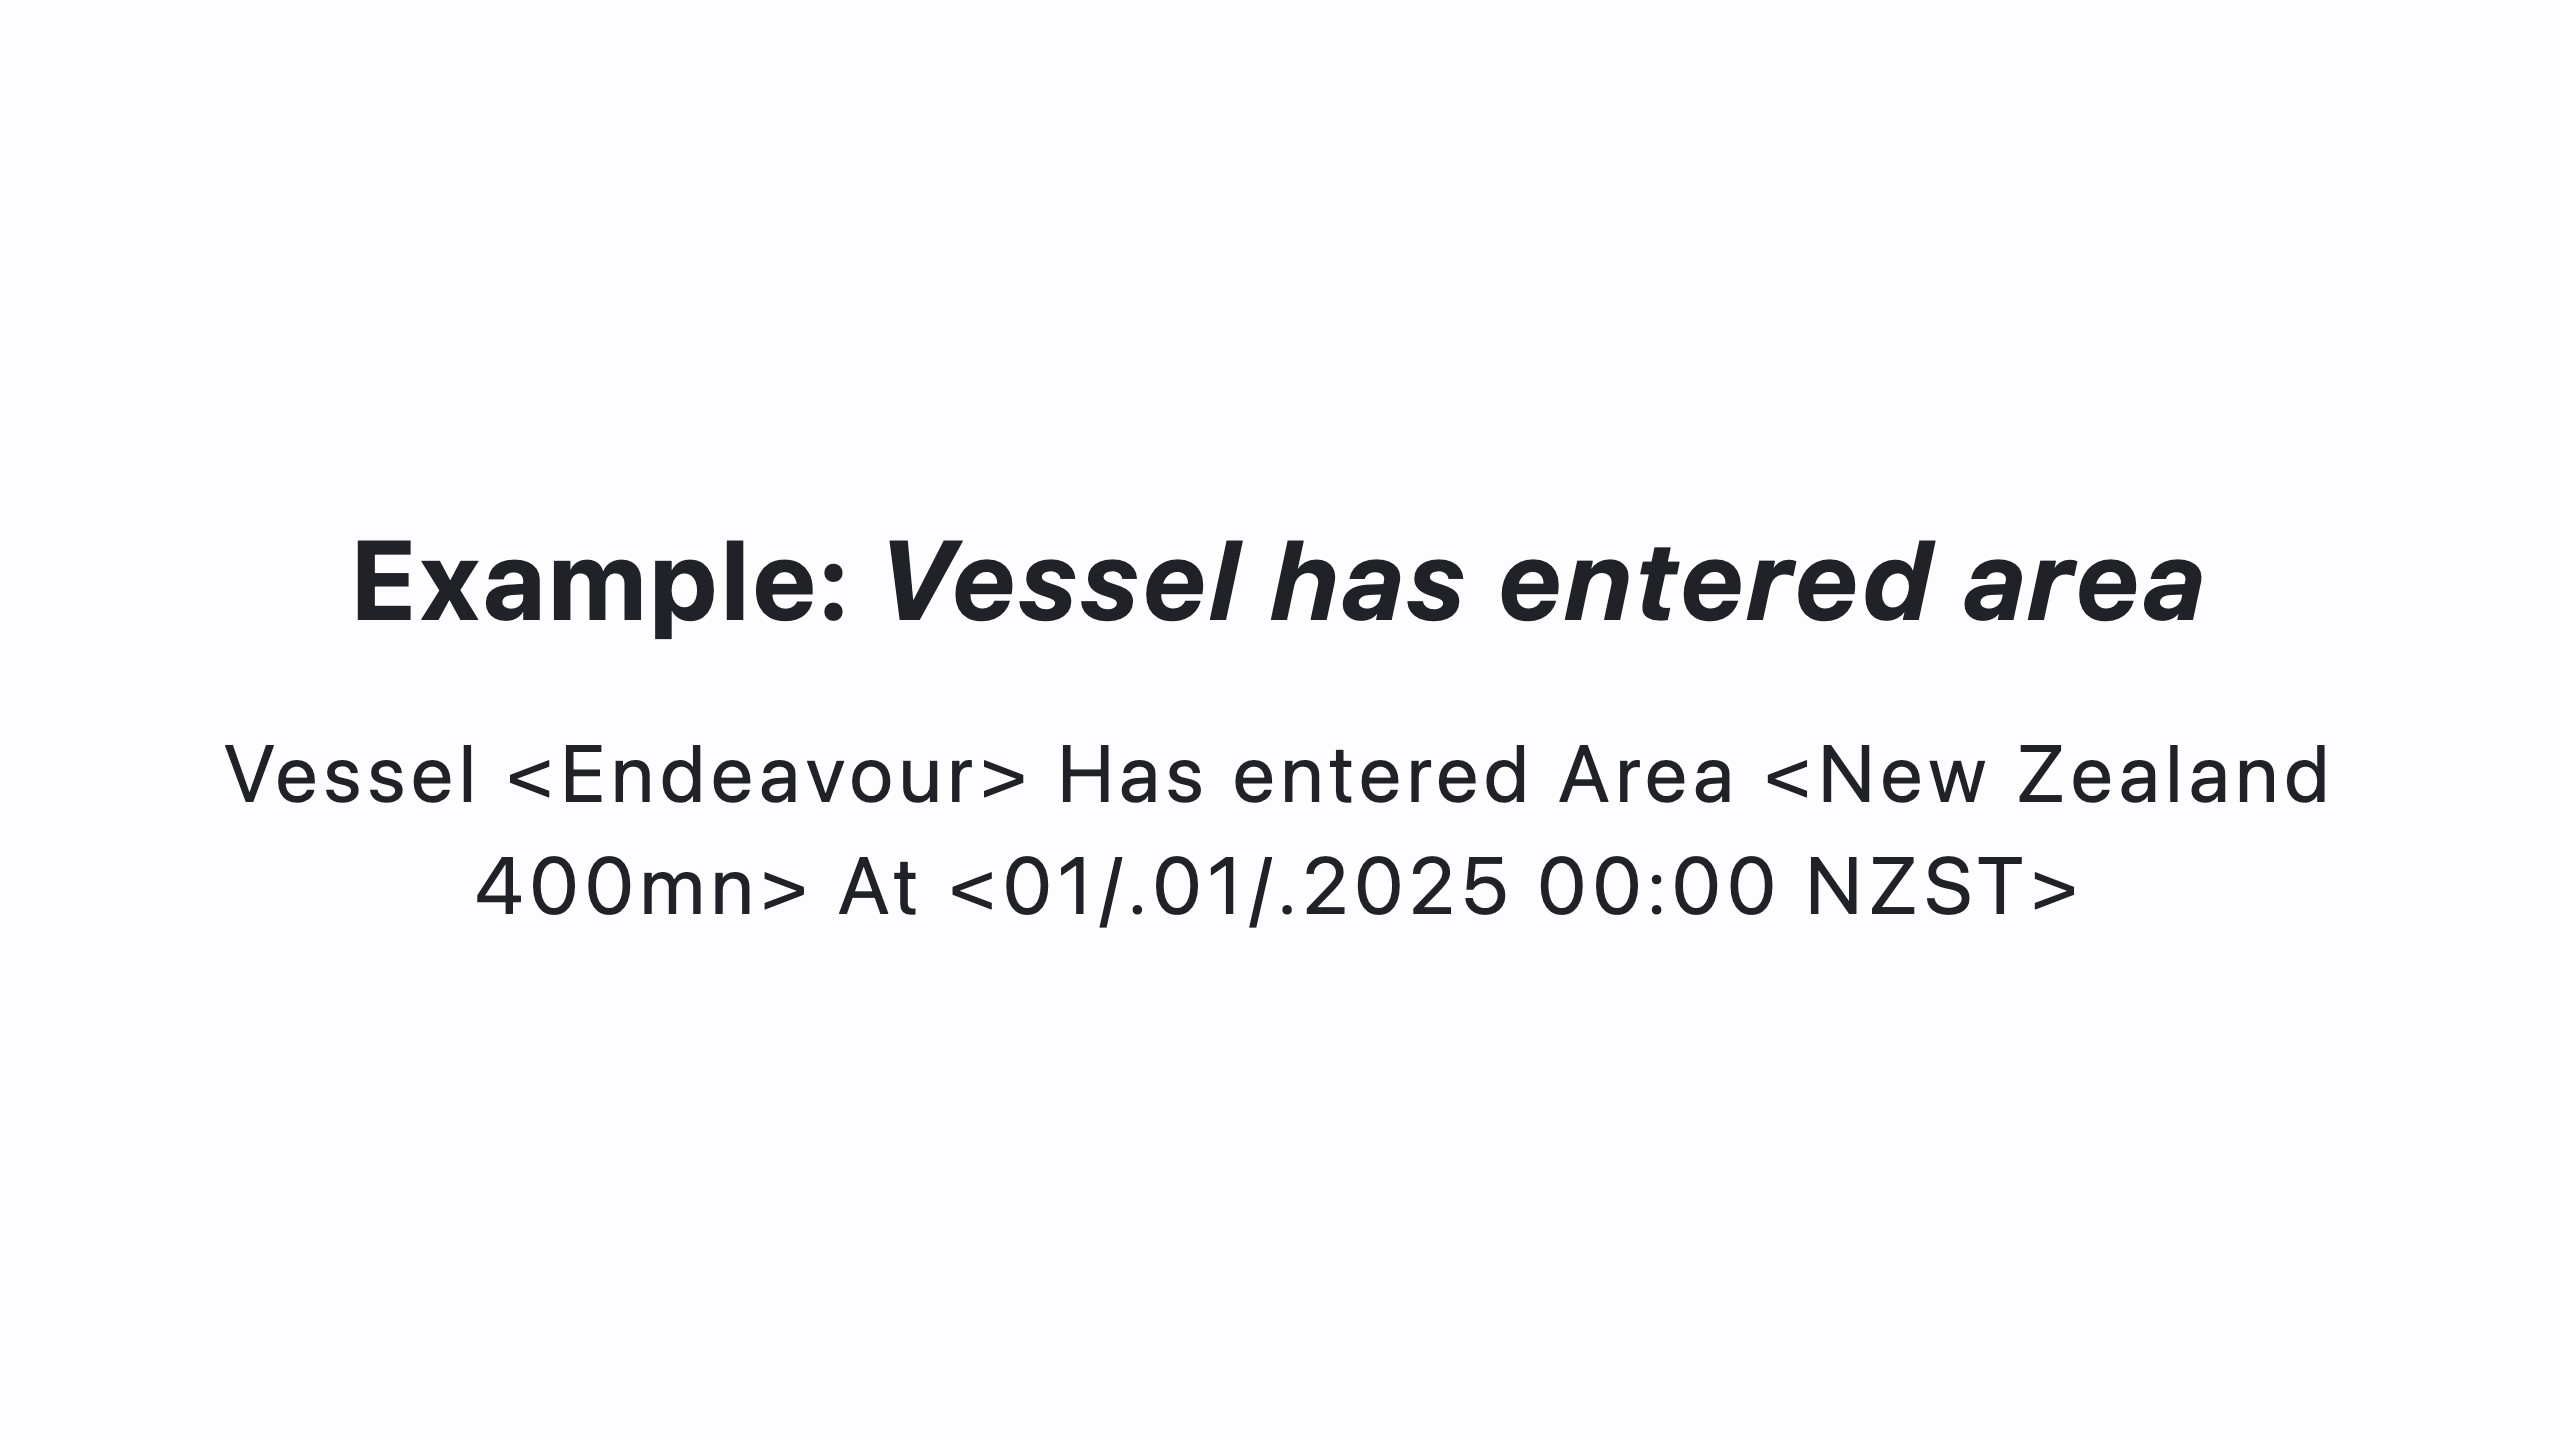 Example: Vessel has entered area
Vessel <Endeavour> Has entered Area <New Zealand
400mn> At <01/.01/.2025 00:00 NZST>